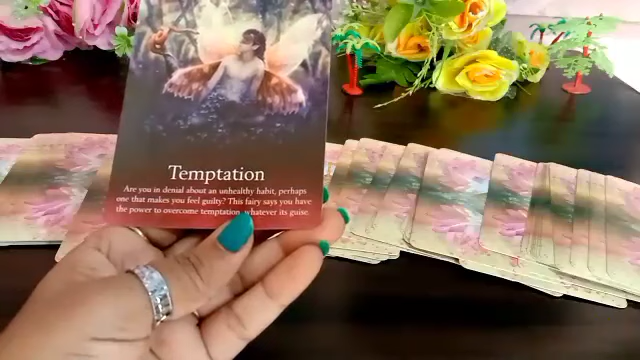 Temptation
Are you in denial about an unhealthy habit, perhaps
one that makes you feel guilty? This fairy says you have
the power to overcome temptation, whatever its guise.